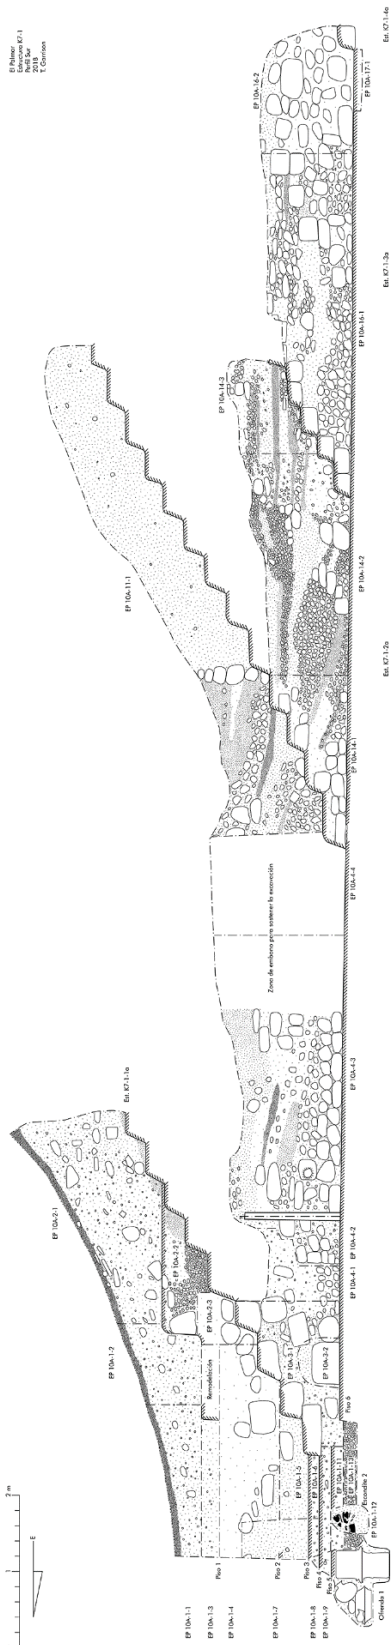 El Palmar
Estructura K7-1
Perfil Sur
2018
T. Garrison
Est. K7-1-4a
EP 10A-16-2
EP 10A-17-1
Est. K7-1-3a
EP 10A-16-1
EP 10A-14-3
EP 10A-11-1
EP 10A-14-2
Est. K7-1-2a
EP 10A-14-1
Zona de embono para sostener la excavación
EP 10A-4-4
EP 10A-4-3
Est. K7-1-1a
EP 10A-2-1
EP 10A-2-2
EP 10A-2-3
EP 10A-4-2
EP 10A-4-1
EP 10A-1-2
Remodelación
EP 10A-3-1
EP 10A-3-2
Piso 6
EP 10A-1-5
EP 10A-1-6
EP 10A-1-11
EP 10A-1-13
Escondite 2
EP 10A-1-12
Piso 1
Piso 2
Piso 3
Piso 4
Piso 5
Ofrenda 1
EP 10A-1-1
EP 10A-1-3
EP 10A-1-4
EP 10A-1-7
EP 10A-1-8
EP 10A-1-9
2 m
1
E